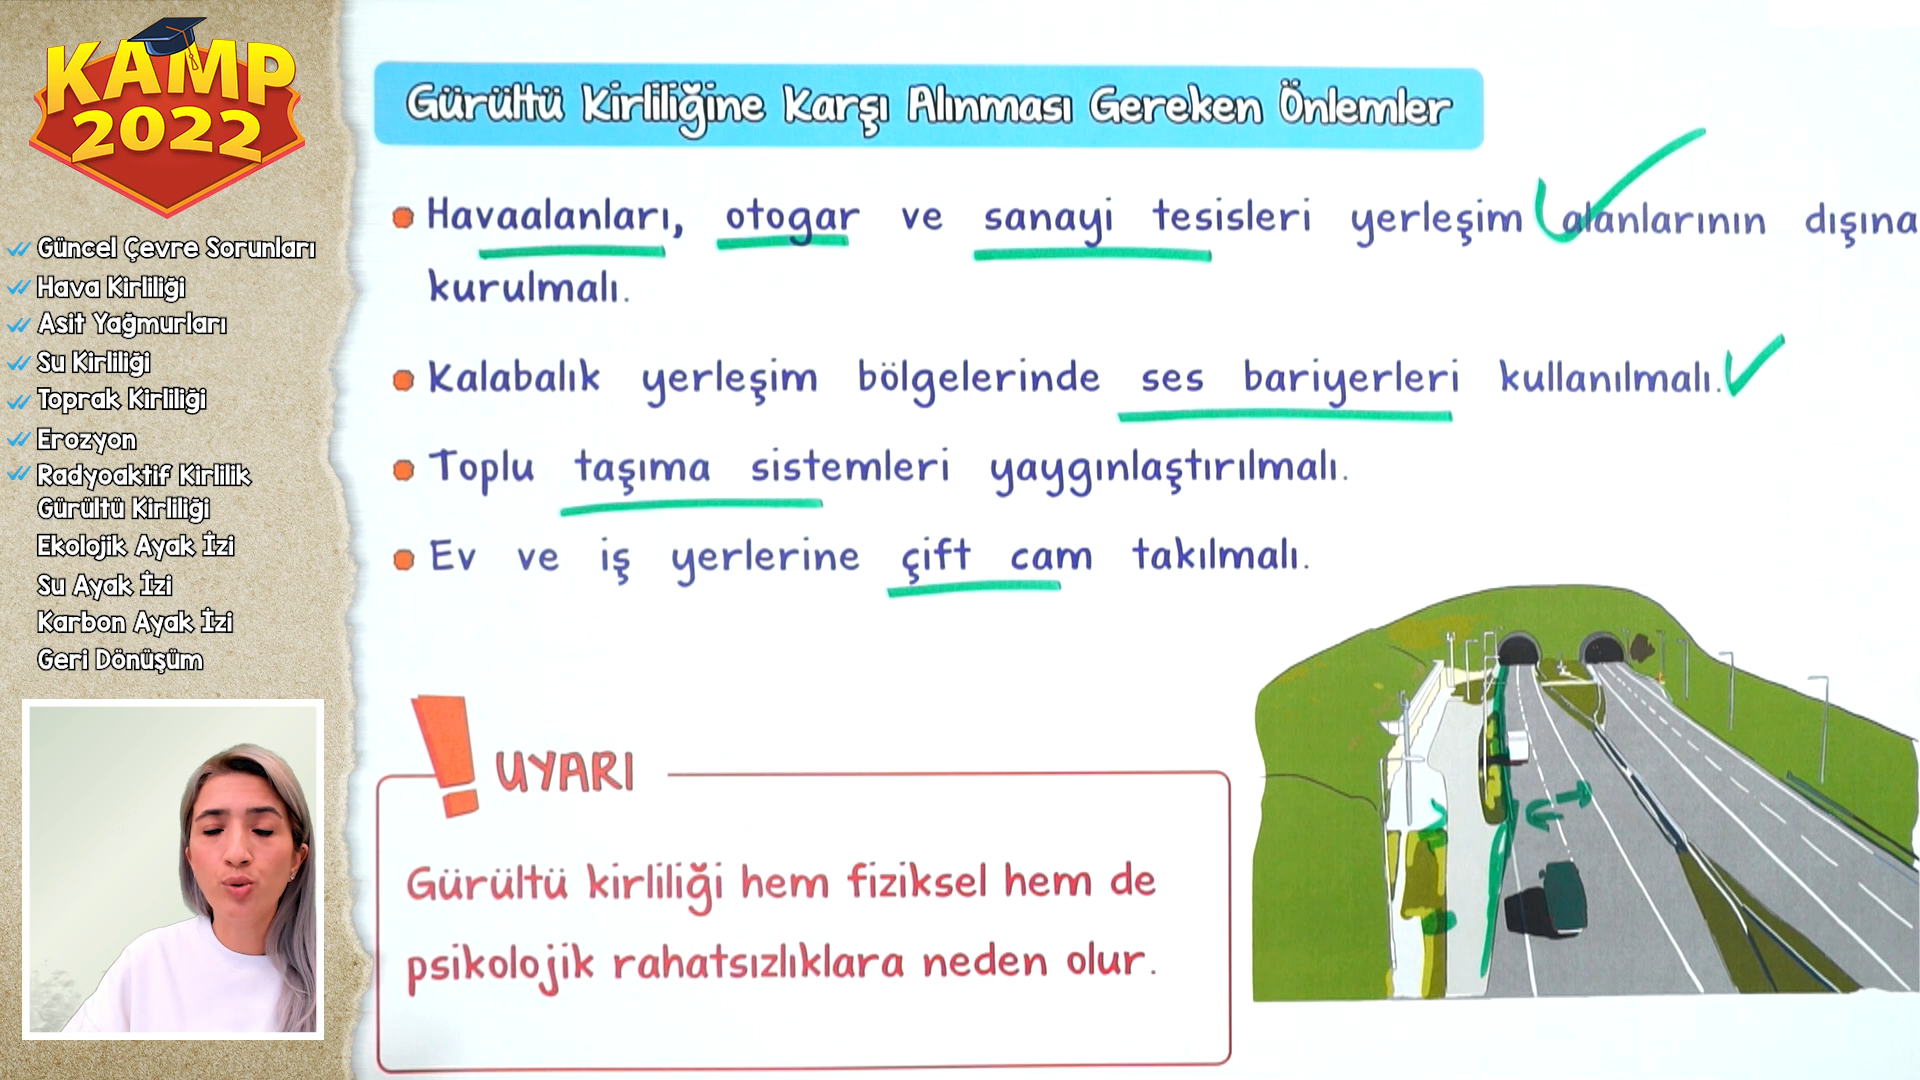 KAMP
2022
Güncel Çevre Sorunları
Hava Kirliliği
Asit Yağmurları
Su Kirliliği
Toprak Kirliliği
Erozyon
Radyoaktif Kirlilik
Gürültü Kirliliği
Ekolojik Ayak İzi
Su Ayak İzi
Karbon Ayak İzi
Geri Dönüşüm
Gürültü Kirliliğine Karşı Alınması Gereken Önlemler
Havaalanları, otogar ve sanayi tesisleri yerleşim alanlarının dışına
kurulmalı.
Kalabalık yerleşim bölgelerinde ses bariyerleri kullanılmalı.
Toplu taşıma sistemleri yaygınlaştırılmalı.
Ev ve iş yerlerine çift cam takılmalı.
! UYARI
Gürültü kirliliği hem fiziksel hem de
psikolojik rahatsızlıklara neden olur.